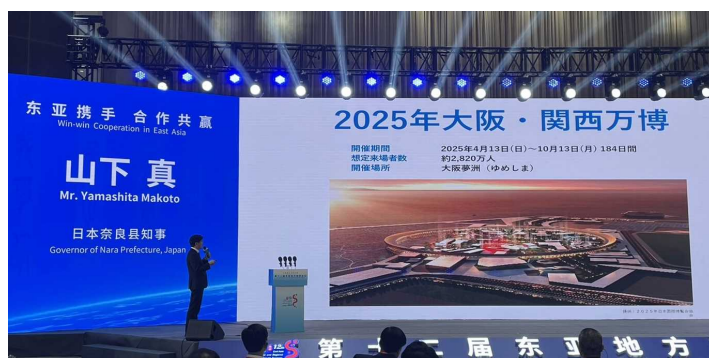 东亚携手 合作共赢
Win-win Cooperation in East Asia
山下 真
Mr. Yamashita Makoto
日本奈良县知事
Governor of Nara Prefecture, Japan
2025年大阪・関西万博
開催期間 2025年4月13日(日)～10月13日(月) 184日間
想定来場者数 約2,820万人
開催場所 大阪夢洲（ゆめしま）
届东亚地方